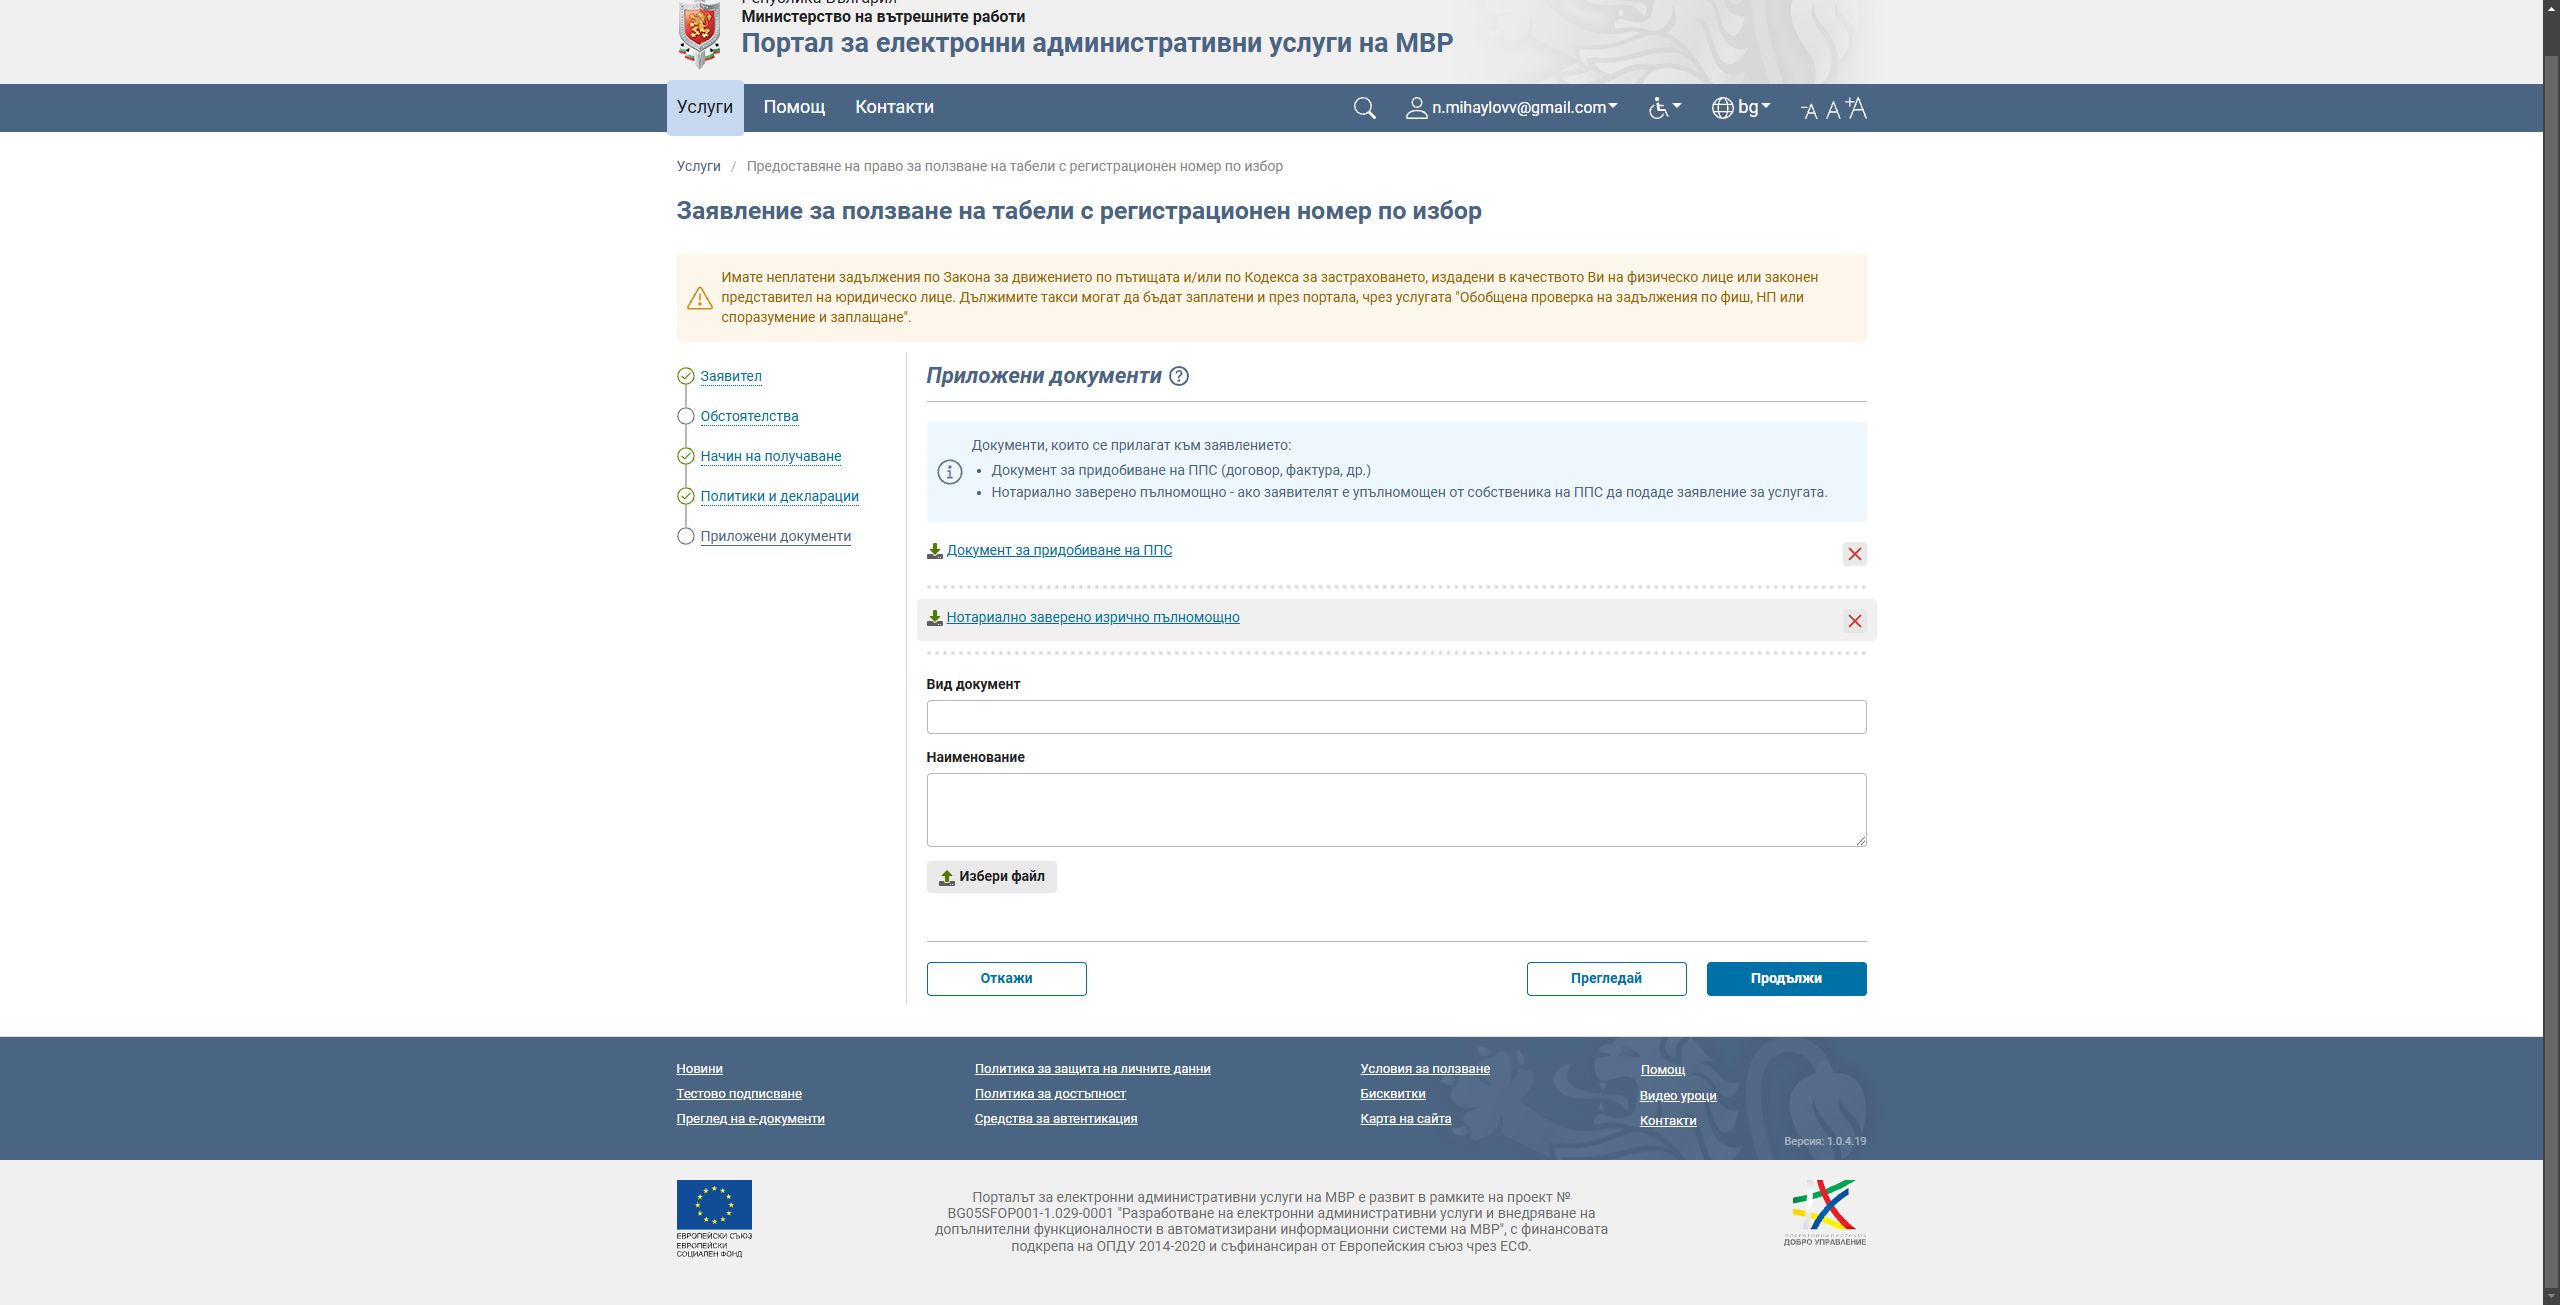 Република България
Министерство на вътрешните работи
Портал за електронни административни услуги на МВР
Услуги Помощ Контакти n.mihaylovv@gmail.com bg -A A +A
Услуги / Предоставяне на право за ползване на табели с регистрационен номер по избор
Заявление за ползване на табели с регистрационен номер по избор
Имате неплатени задължения по Закона за движението по пътищата и/или по Кодекса за застраховането, издадени в качеството Ви на физическо лице или законен
представител на юридическо лице. Дължимите такси могат да бъдат заплатени и през портала, чрез услугата "Обобщена проверка на задължения по фиш, НП или
споразумение и заплащане".
Заявител
Обстоятелства
Начин на получаване
Политики и декларации
Приложени документи
Приложени документи
Документи, които се прилагат към заявлението:
• Документ за придобиване на ППС (договор, фактура, др.)
• Нотариално заверено пълномощно - ако заявителят е упълномощен от собственика на ППС да подаде заявление за услугата.
Документ за придобиване на ППС
Нотариално заверено изрично пълномощно
Вид документ
Наименование
Избери файл
Откажи Прегледай Продължи
Новини Политика за защита на личните данни Условия за ползване Помощ
Тестово подписване Политика за достъпност Бисквитки Видео уроци
Преглед на е-документи Средства за автентикация Карта на сайта Контакти
Версия: 1.0.4.19
ЕВРОПЕЙСКИ СЪЮЗ
ЕВРОПЕЙСКИ
СОЦИАЛЕН ФОНД
Порталът за електронни административни услуги на МВР е развит в рамките на проект №
BG05SFOP001-1.029-0001 "Разработване на електронни административни услуги и внедряване на
допълнителни функционалности в автоматизирани информационни системи на МВР", с финансовата
подкрепа на ОПДУ 2014-2020 и съфинансиран от Европейския съюз чрез ЕСФ.
ДОБРО УПРАВЛЕНИЕ